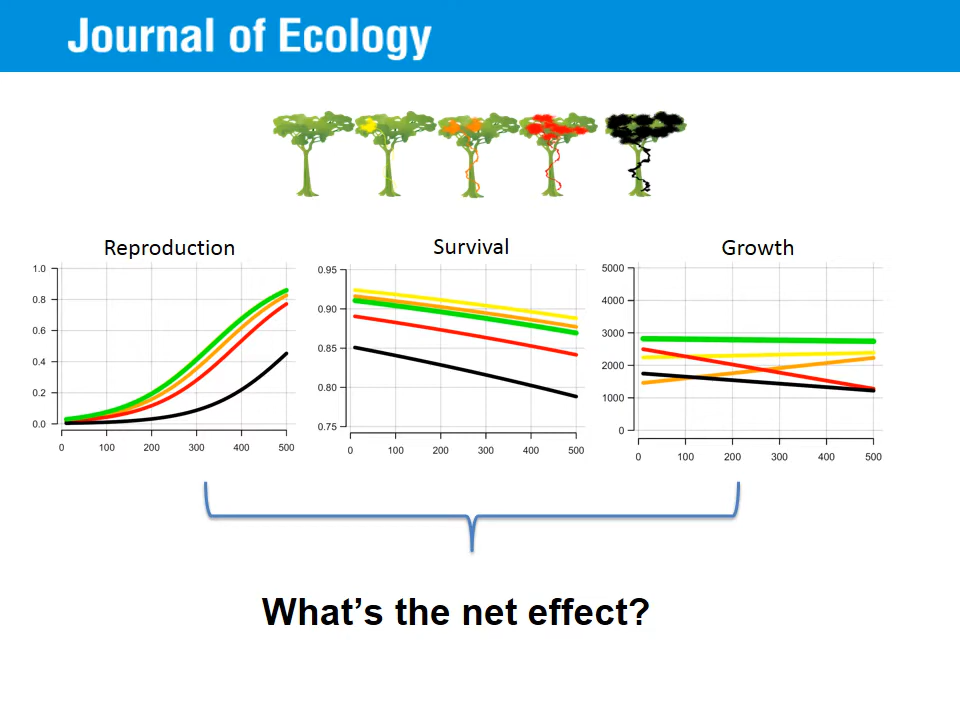 Journal of Ecology
Reproduction
Survival
Growth
1.0
0.8
0.6
0.4
0.2
0.0
0 100 200 300 400 500
0.95
0.90
0.85
0.80
0.75
0 100 200 300 400 500
5000
4000
3000
2000
1000
0
0 100 200 300 400 500
What's the net effect?